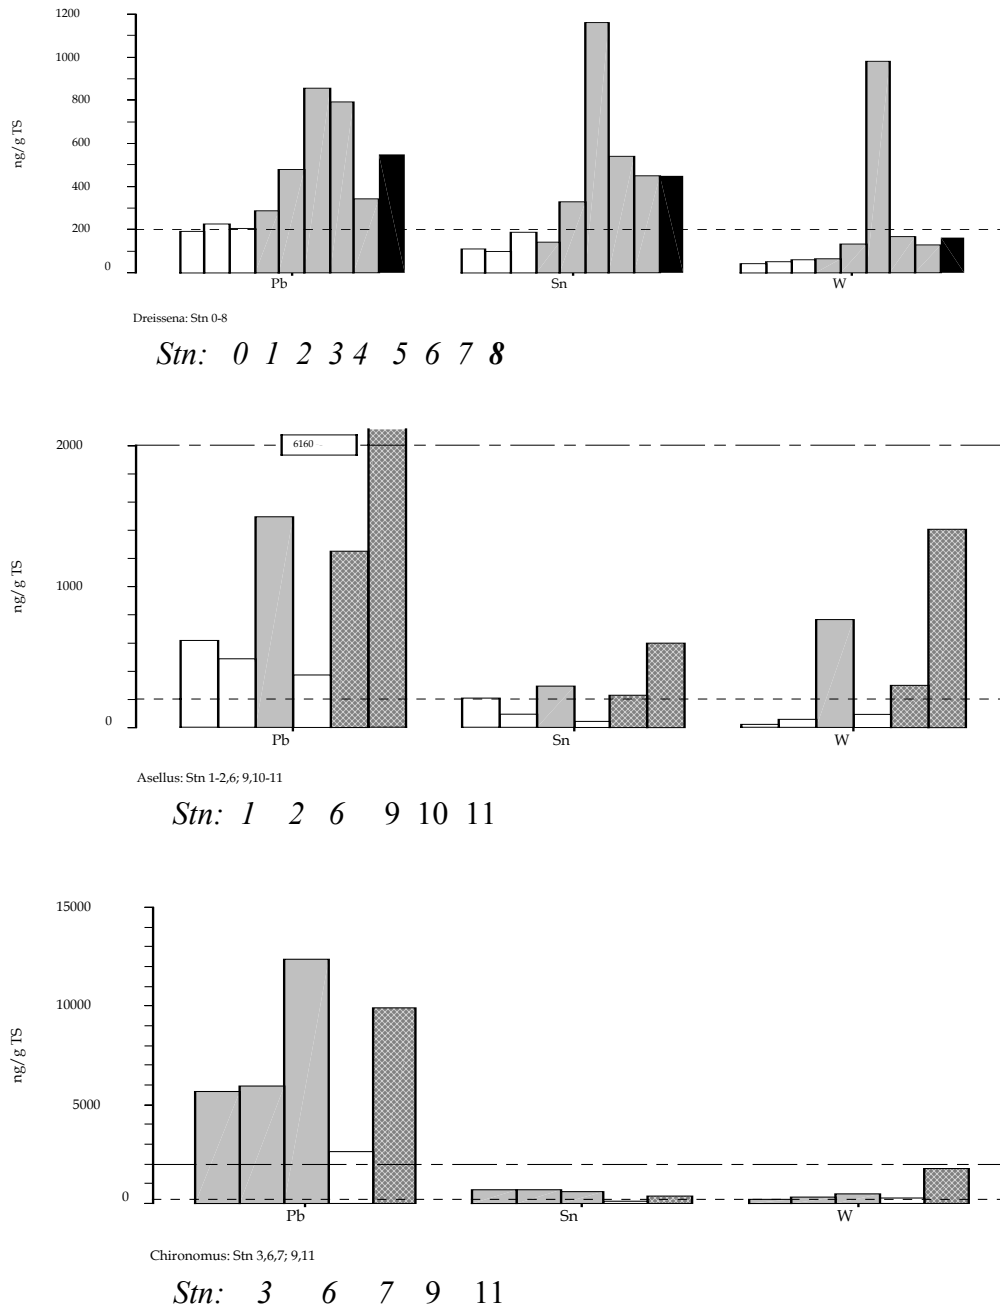 1200
1000
800
600
400
200
0
ng/g TS
Pb Sn W
Dreissena: Stn 0-8
Stn: 0 1 2 3 4 5 6 7 8
2000
6160
1000
0
ng/g TS
Pb Sn W
Asellus: Stn 1-2,6; 9,10-11
Stn: 1 2 6 9 10 11
15000
10000
5000
0
ng/g TS
Pb Sn W
Chironomus: Stn 3,6,7; 9,11
Stn: 3 6 7 9 11